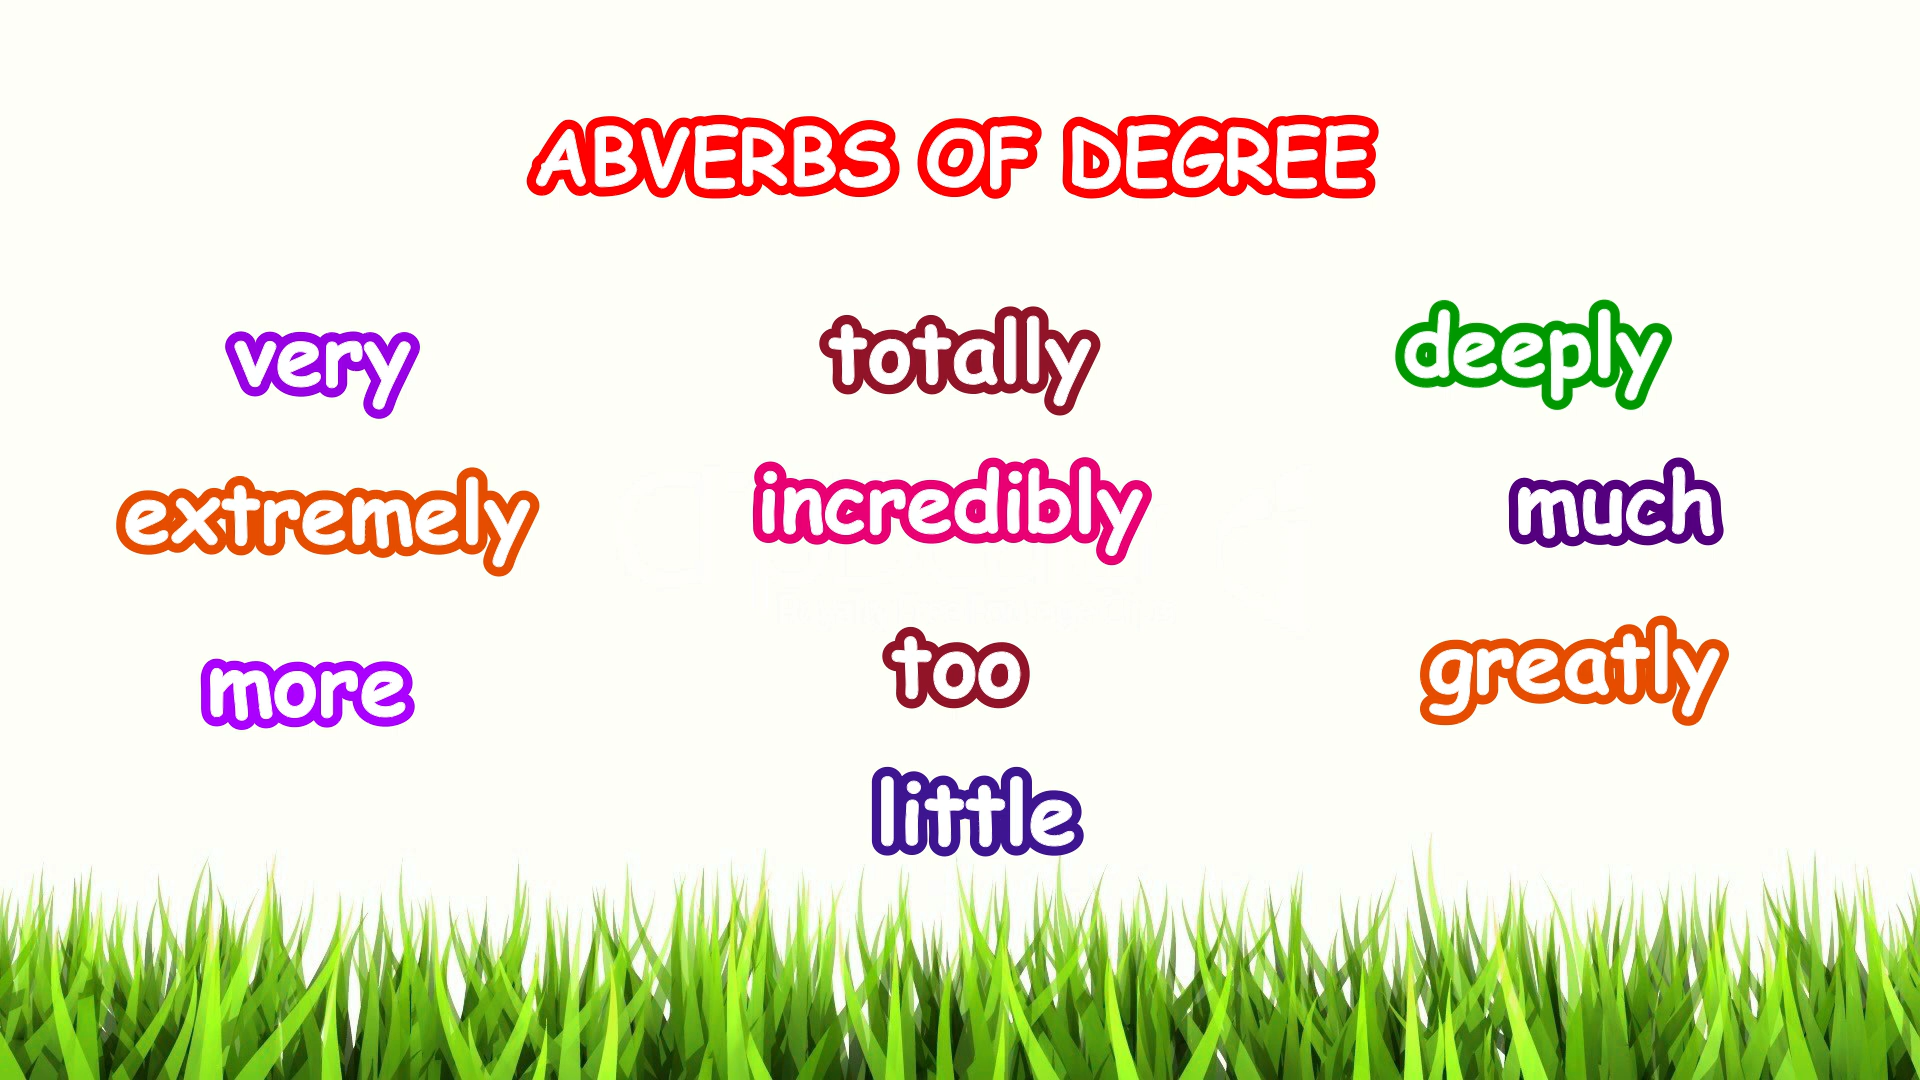 ABVERBS OF DEGREE
very totally deeply
extremely incredibly much
more too greatly
little